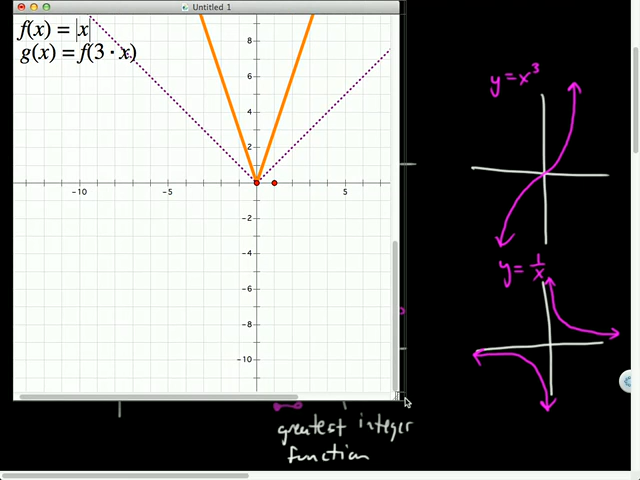 Untitled 1
f(x) = |x|
g(x) = f(3 · x)
8
6
4
2
-10
-5
5
-2
-4
-6
-8
-10
y = x³
y = 1/x
greatest integer
function